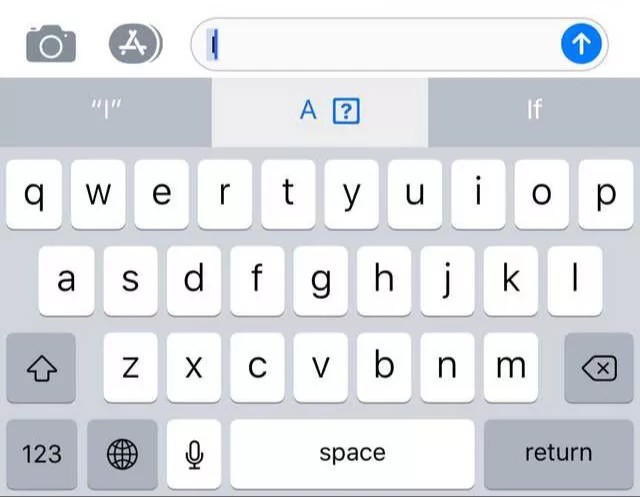 I
“I” A ⍰ If
q w e r t y u i o p
a s d f g h j k l
z x c v b n m
123 space return